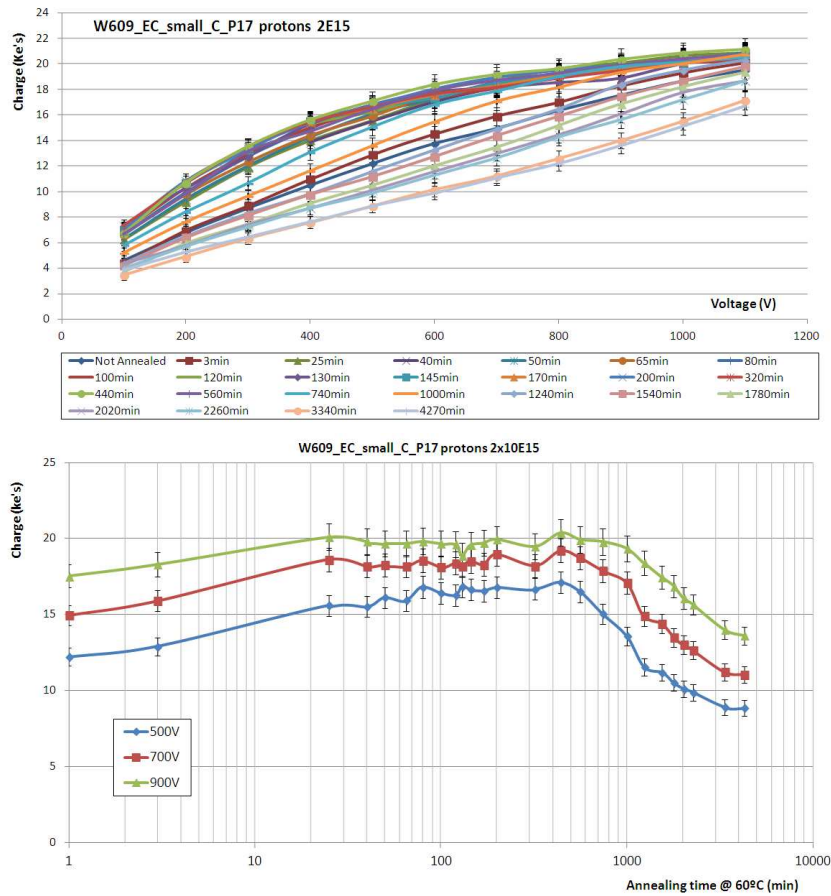 W609_EC_small_C_P17 protons 2E15
Charge (Ke's)
24
22
20
18
16
14
12
10
8
6
4
2
0
Voltage (V)
0 200 400 600 800 1000 1200
Not Annealed 3min 25min 40min 50min 65min 80min
100min 120min 130min 145min 170min 200min 320min
440min 560min 740min 1000min 1240min 1540min 1780min
2020min 2260min 3340min 4270min
W609_EC_small_C_P17 protons 2x10E15
Charge (ke's)
25
20
15
10
5
0
500V
700V
900V
1 10 100 1000 10000
Annealing time @ 60ºC (min)